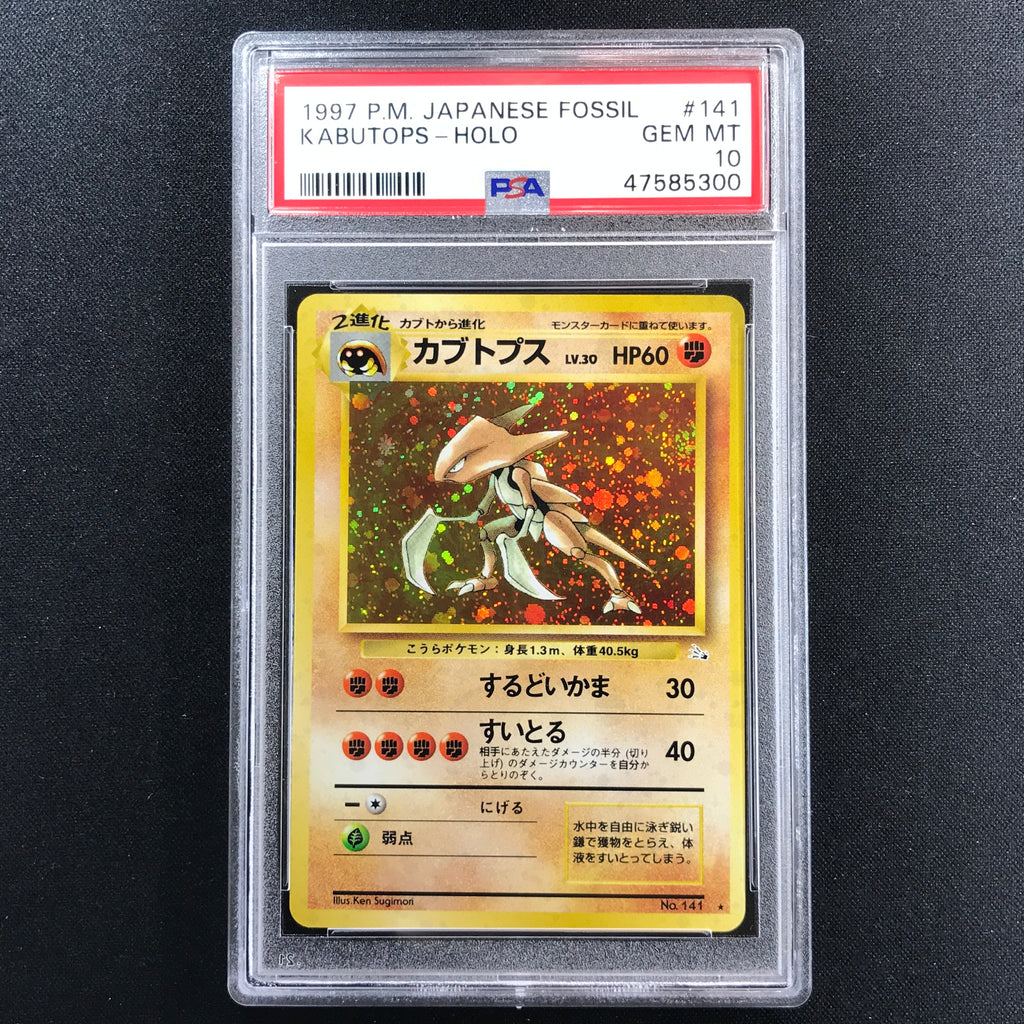 1997 P.M. JAPANESE FOSSIL #141
KABUTOPS - HOLO GEM MT
10
PSA 47585300
2進化 カブトから進化 モンスターカードに重ねて使います。
カブトプス LV.30 HP60
こうらポケモン：身長1.3m、体重40.5kg
するどいかま 30
すいとる
相手にあたえたダメージの半分（切り
上げ）のダメージカウンターを自分か
らとりのぞく。
40
にげる
弱点
水中を自由に泳ぎ鋭い
鎌で獲物をとらえ、体
液をすいとってしまう。
Illus.Ken Sugimori No. 141 ★